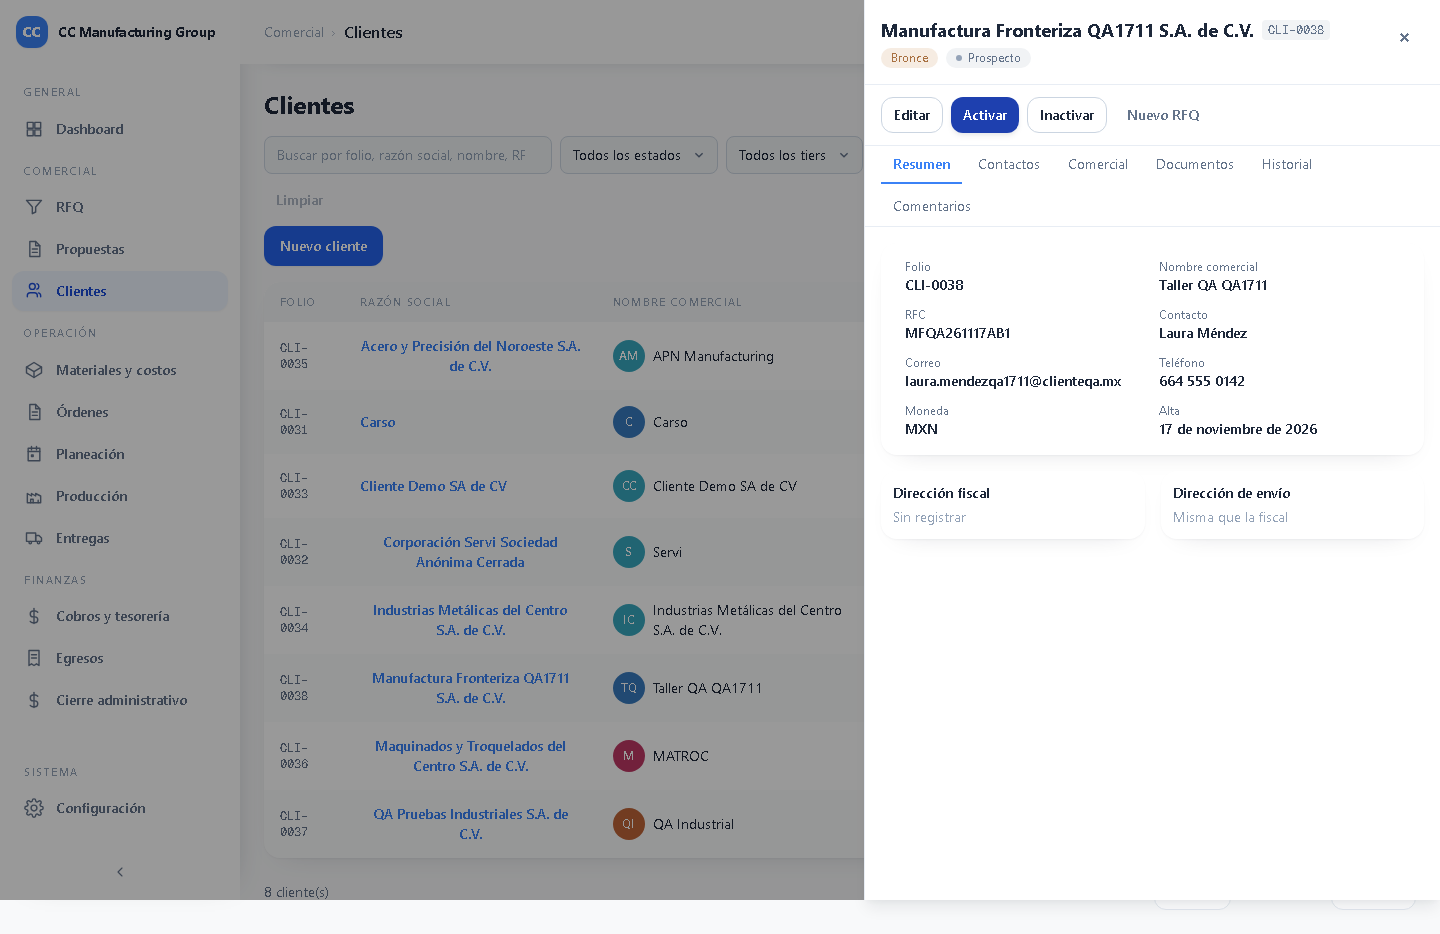 CC
CC Manufacturing Group
GENERAL
Dashboard
COMERCIAL
RFQ
Propuestas
Clientes
OPERACIÓN
Materiales y costos
Órdenes
Planeación
Producción
Entregas
FINANZAS
Cobros y tesorería
Egresos
Cierre administrativo
SISTEMA
Configuración
Comercial
Clientes
Clientes
Buscar por folio, razón social, nombre, RF
Todos los estados
Todos los tiers
Limpiar
Nuevo cliente
FOLIO RAZÓN SOCIAL NOMBRE COMERCIAL
CLI-
0035
Acero y Precisión del Noroeste S.A.
de C.V.
AM
APN Manufacturing
CLI-
0031
Carso
C
Carso
CLI-
0033
Cliente Demo SA de CV
CC
Cliente Demo SA de CV
CLI-
0032
Corporación Servi Sociedad
Anónima Cerrada
S
Servi
CLI-
0034
Industrias Metálicas del Centro
S.A. de C.V.
IC
Industrias Metálicas del Centro
S.A. de C.V.
CLI-
0038
Manufactura Fronteriza QA1711
S.A. de C.V.
TQ
Taller QA QA1711
CLI-
0036
Maquinados y Troquelados del
Centro S.A. de C.V.
M
MATROC
CLI-
0037
QA Pruebas Industriales S.A. de
C.V.
QI
QA Industrial
8 cliente(s)
Manufactura Fronteriza QA1711 S.A. de C.V. CLI-0038
Bronce
Prospecto
Editar
Activar
Inactivar
Nuevo RFQ
Resumen
Contactos
Comercial
Documentos
Historial
Comentarios
Folio
CLI-0038
Nombre comercial
Taller QA QA1711
RFC
MFQA261117AB1
Contacto
Laura Méndez
Correo
laura.mendezqa1711@clienteqa.mx
Teléfono
664 555 0142
Moneda
MXN
Alta
17 de noviembre de 2026
Dirección fiscal
Sin registrar
Dirección de envío
Misma que la fiscal